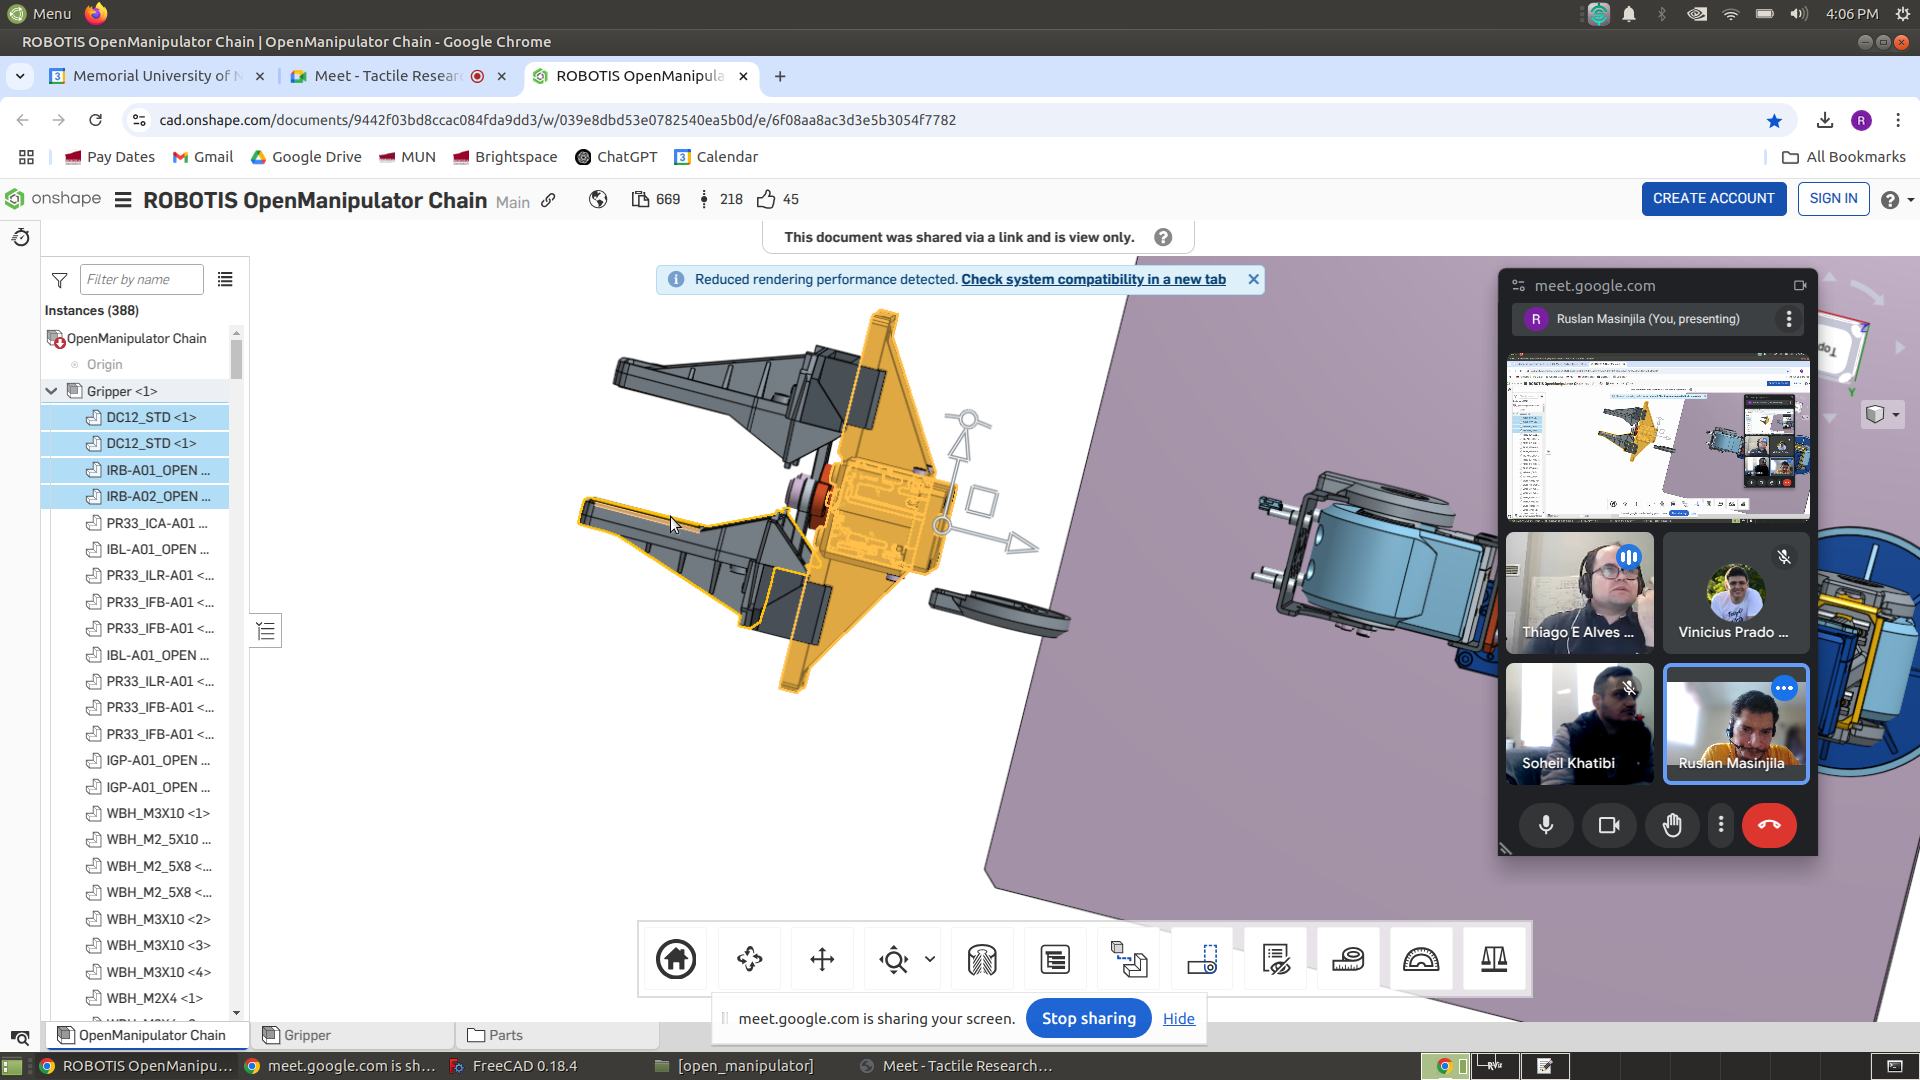 Menu
4:06 PM
ROBOTIS OpenManipulator Chain | OpenManipulator Chain - Google Chrome
Memorial University of N
Meet - Tactile Resear
ROBOTIS OpenManipula
cad.onshape.com/documents/9442f03bd8ccac084fda9dd3/w/039e8dbd53e0782540ea5b0d/e/6f08aa8ac3d3e5b3054f7782
R
Pay Dates
Gmail
Google Drive
MUN
Brightspace
ChatGPT
Calendar
All Bookmarks
onshape
ROBOTIS OpenManipulator Chain
Main
669
218
45
CREATE ACCOUNT
SIGN IN
This document was shared via a link and is view only.
Reduced rendering performance detected. Check system compatibility in a new tab
Filter by name
Instances (388)
OpenManipulator Chain
Origin
Gripper <1>
DC12_STD <1>
DC12_STD <1>
IRB-A01_OPEN ...
IRB-A02_OPEN ...
PR33_ICA-A01 ...
IBL-A01_OPEN ...
PR33_ILR-A01 <...
PR33_IFB-A01 <...
PR33_IFB-A01 <...
IBL-A01_OPEN ...
PR33_ILR-A01 <...
PR33_IFB-A01 <...
PR33_IFB-A01 <...
IGP-A01_OPEN ...
IGP-A01_OPEN ...
WBH_M3X10 <1>
WBH_M2_5X10 ...
WBH_M2_5X8 <...
WBH_M2_5X8 <...
WBH_M3X10 <2>
WBH_M3X10 <3>
WBH_M3X10 <4>
WBH_M2X4 <1>
Top
Z
Y
meet.google.com
R
Ruslan Masinjila (You, presenting)
Thiago E Alves ...
Vinicius Prado ...
Soheil Khatibi
Ruslan Masinjila
meet.google.com is sharing your screen.
Stop sharing
Hide
OpenManipulator Chain
Gripper
Parts
ROBOTIS OpenManipu...
meet.google.com is sh...
FreeCAD 0.18.4
[open_manipulator]
Meet - Tactile Research...
RViz